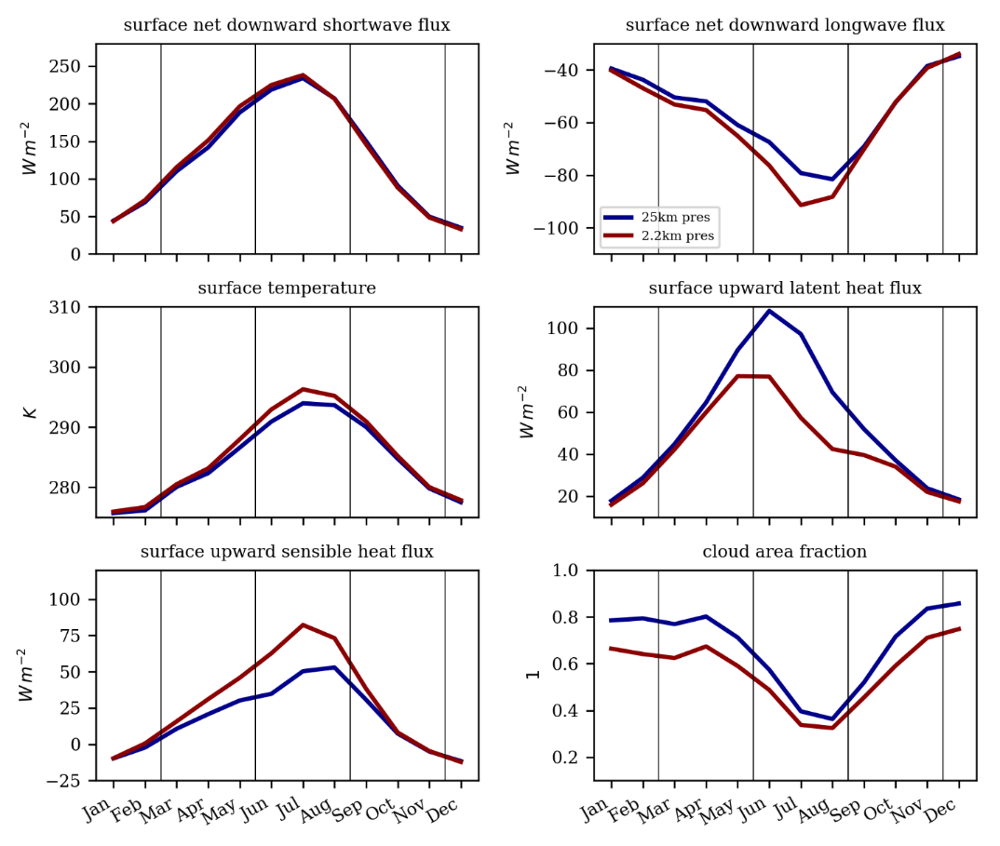 surface net downward shortwave flux
250
200
150
100
50
0
W m⁻²
surface net downward longwave flux
−40
−60
−80
−100
W m⁻²
25km pres
2.2km pres
surface temperature
310
300
290
280
K
surface upward latent heat flux
100
80
60
40
20
W m⁻²
surface upward sensible heat flux
100
75
50
25
0
−25
W m⁻²
Jan Feb Mar Apr May Jun Jul Aug Sep Oct Nov Dec
cloud area fraction
1.0
0.8
0.6
0.4
0.2
1
Jan Feb Mar Apr May Jun Jul Aug Sep Oct Nov Dec